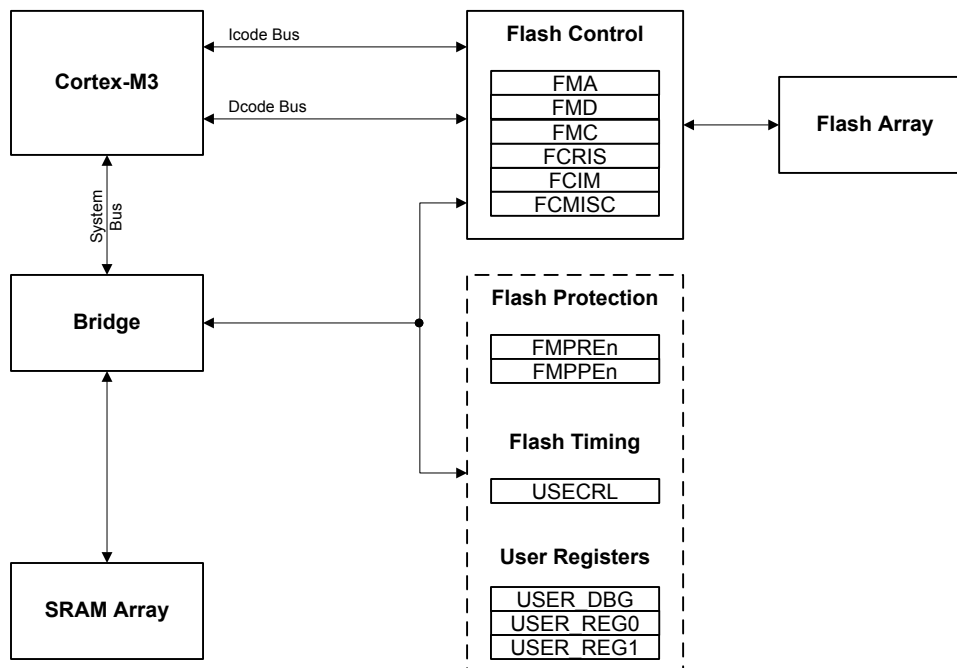 Cortex-M3
Icode Bus
Dcode Bus
System
Bus
Flash Control
FMA
FMD
FMC
FCRIS
FCIM
FCMISC
Flash Array
Bridge
Flash Protection
FMPREn
FMPPEn
Flash Timing
USECRL
User Registers
USER_DBG
USER_REG0
USER_REG1
SRAM Array